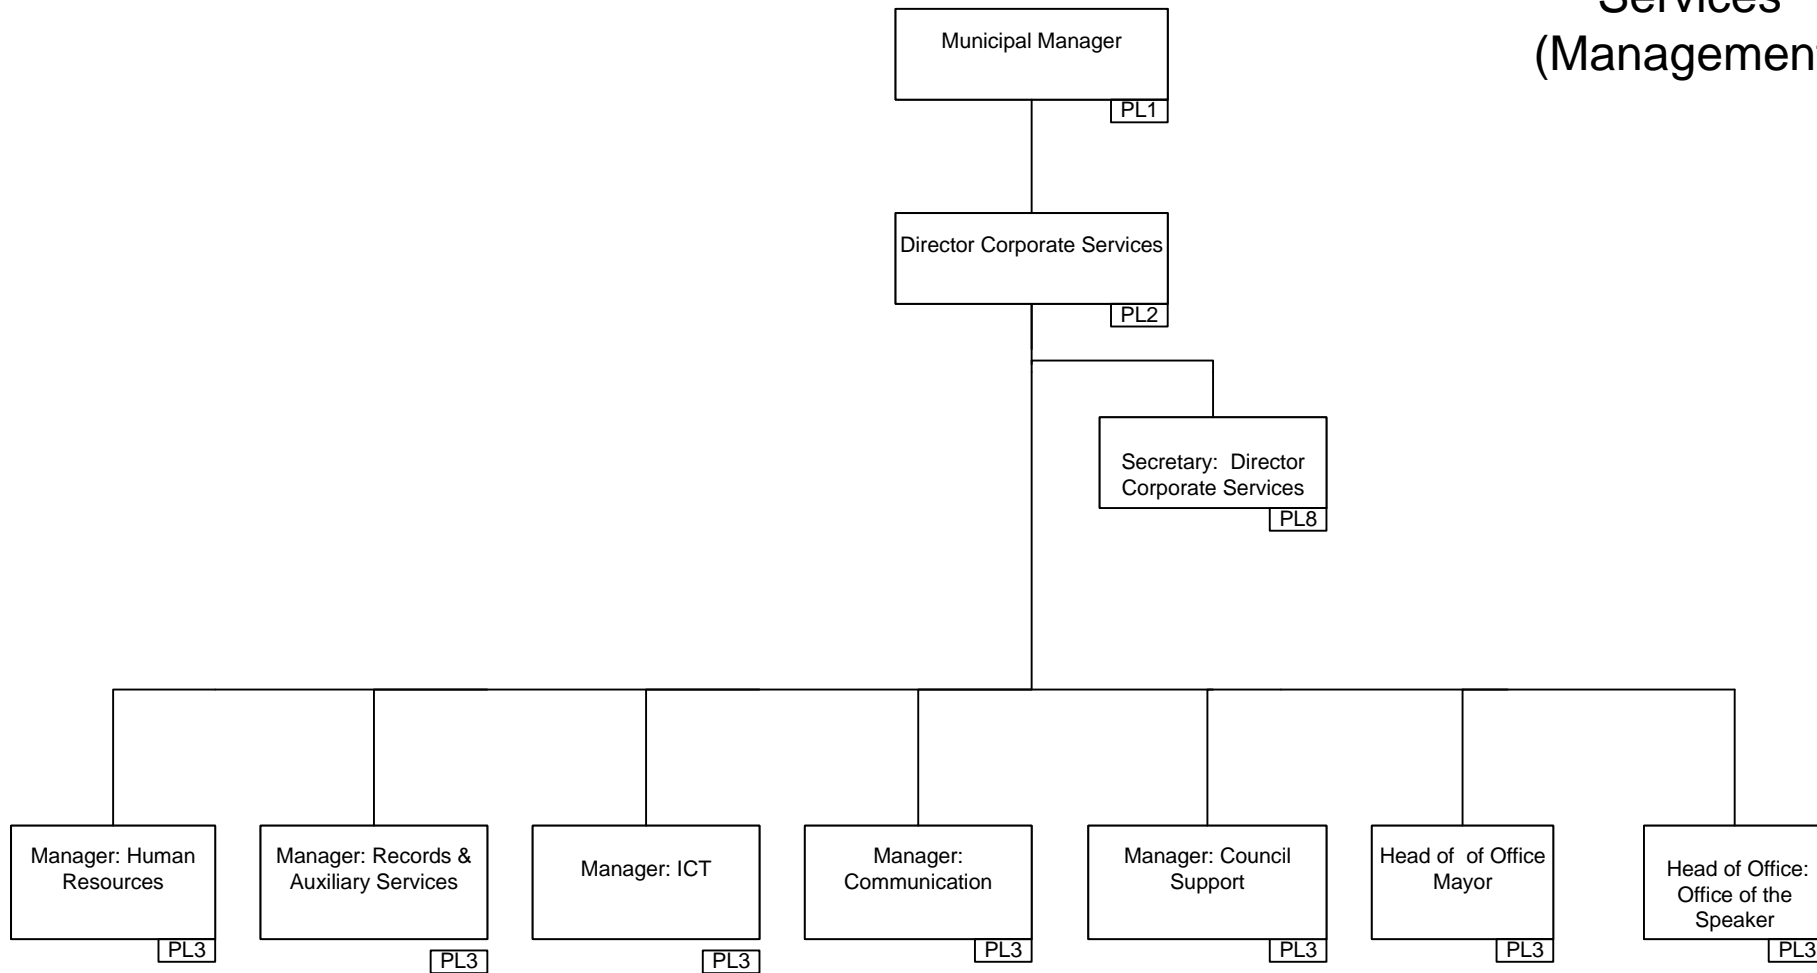 Services
(Management
Municipal Manager
PL1
Director Corporate Services
PL2
Secretary:  Director
Corporate Services
PL8
Manager: Human
Resources
PL3
Manager: Records &
Auxiliary Services
PL3
Manager: ICT
PL3
Manager:
Communication
PL3
Manager: Council
Support
PL3
Head of  of Office
Mayor
PL3
Head of Office:
Office of the
Speaker
PL3